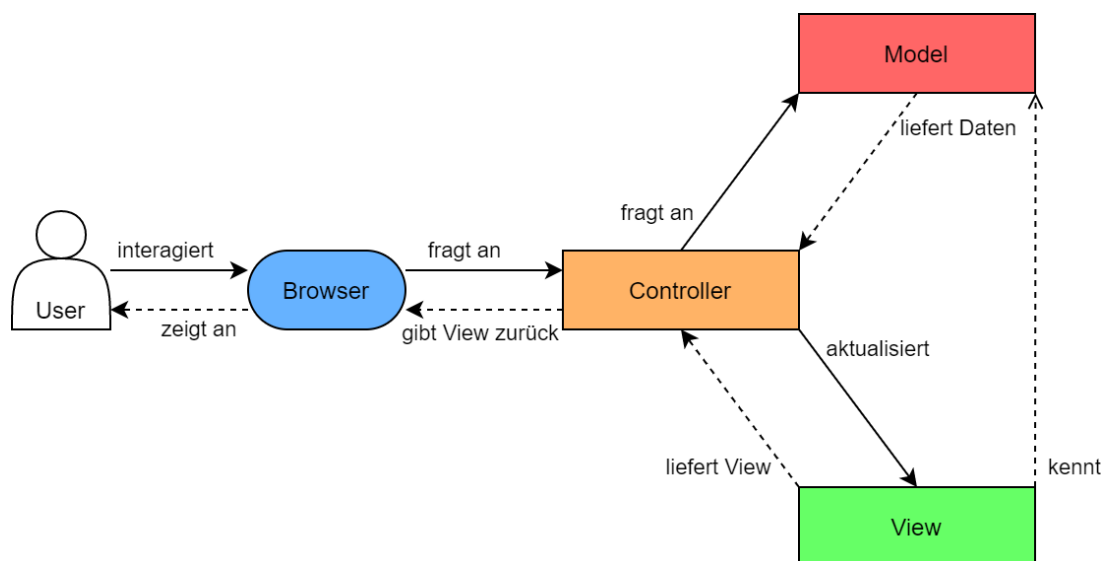 Model
liefert Daten
fragt an
interagiert
fragt an
User
Browser
Controller
zeigt an
gibt View zurück
aktualisiert
liefert View
kennt
View